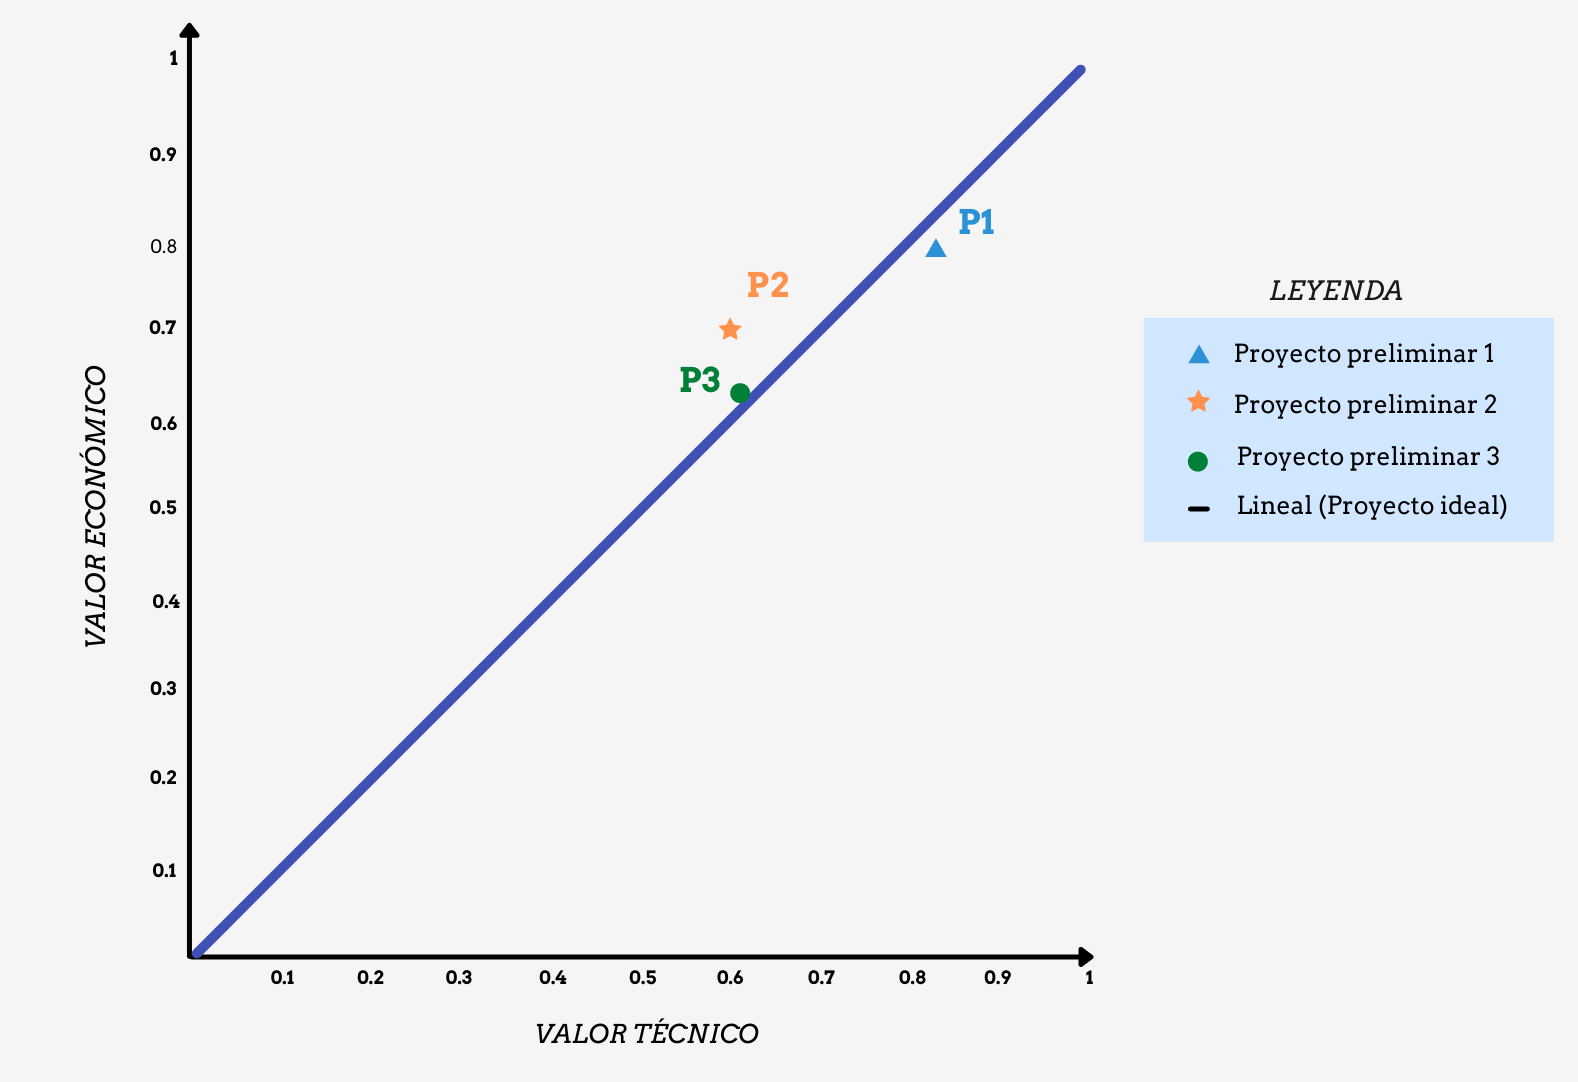 1
0.9
0.8
0.7
0.6
0.5
0.4
0.3
0.2
0.1
VALOR ECONÓMICO
P1
P2
P3
0.1 0.2 0.3 0.4 0.5 0.6 0.7 0.8 0.9 1
VALOR TÉCNICO
LEYENDA
Proyecto preliminar 1
Proyecto preliminar 2
Proyecto preliminar 3
Lineal (Proyecto ideal)